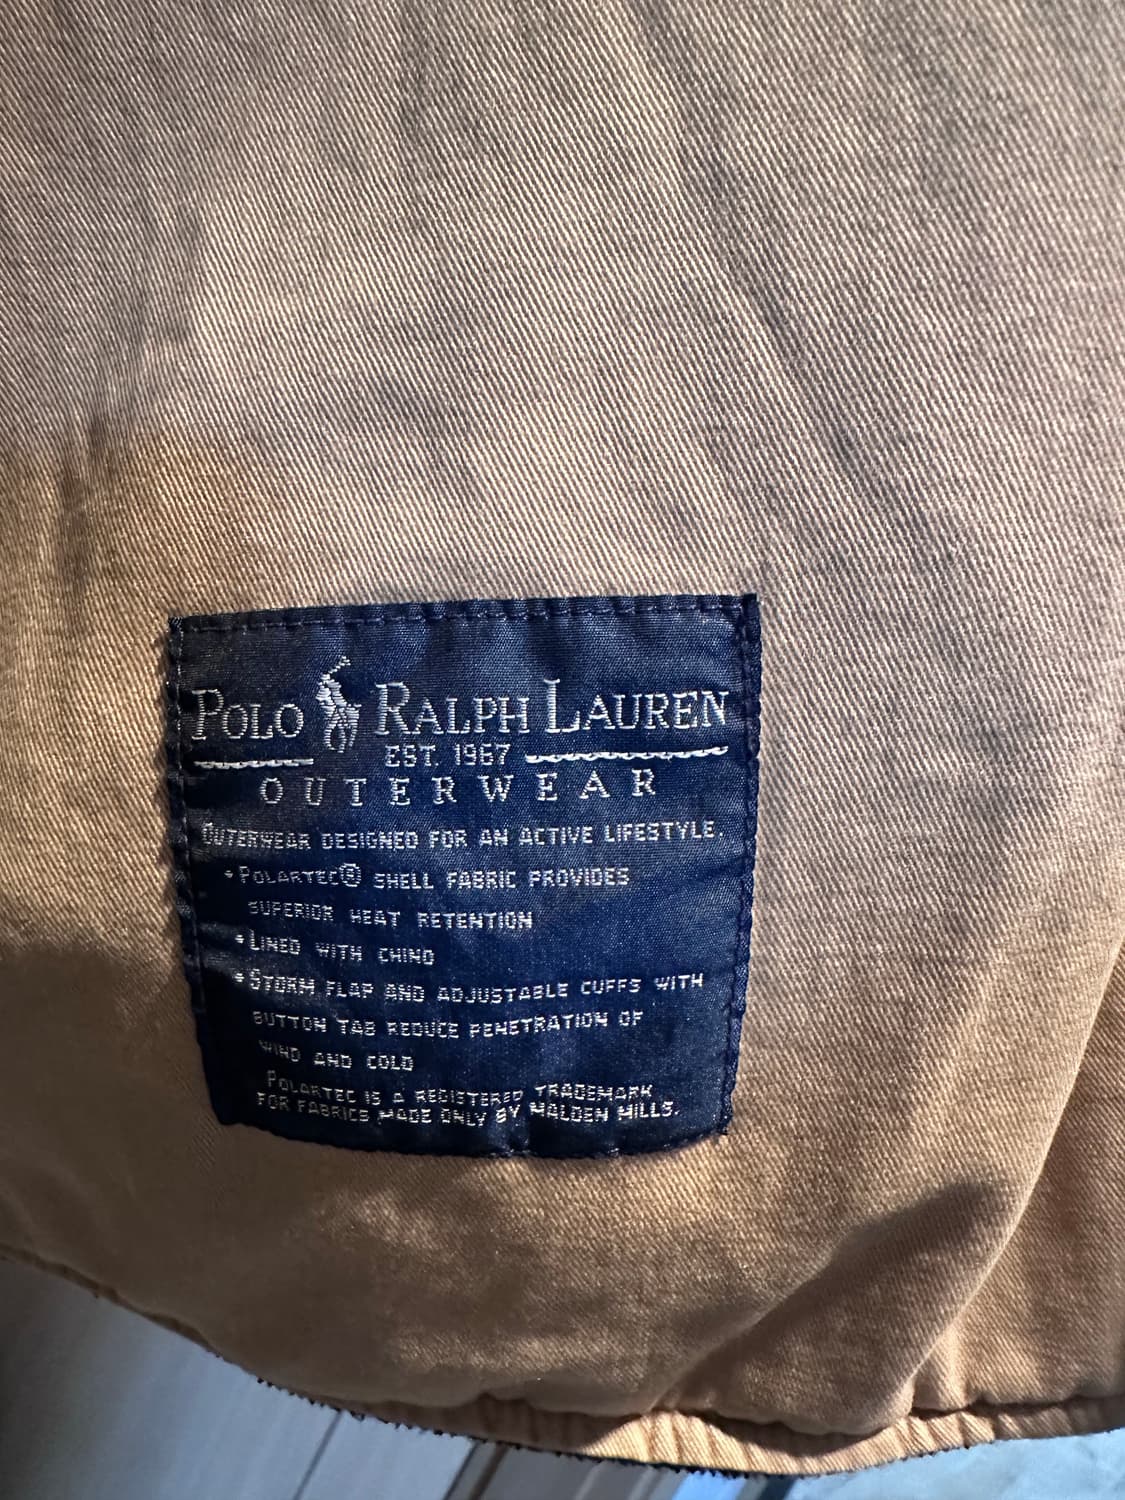 POLO RALPH LAUREN
EST. 1967
OUTERWEAR
OUTERWEAR DESIGNED FOR AN ACTIVE LIFESTYLE.
• POLARTEC® SHELL FABRIC PROVIDES
SUPERIOR HEAT RETENTION
• LINED WITH CHINO
• STORM FLAP AND ADJUSTABLE CUFFS WITH
BUTTON TAB REDUCE PENETRATION OF
WIND AND COLD
POLARTEC IS A REGISTERED TRADEMARK
FOR FABRICS MADE ONLY BY MALDEN MILLS.